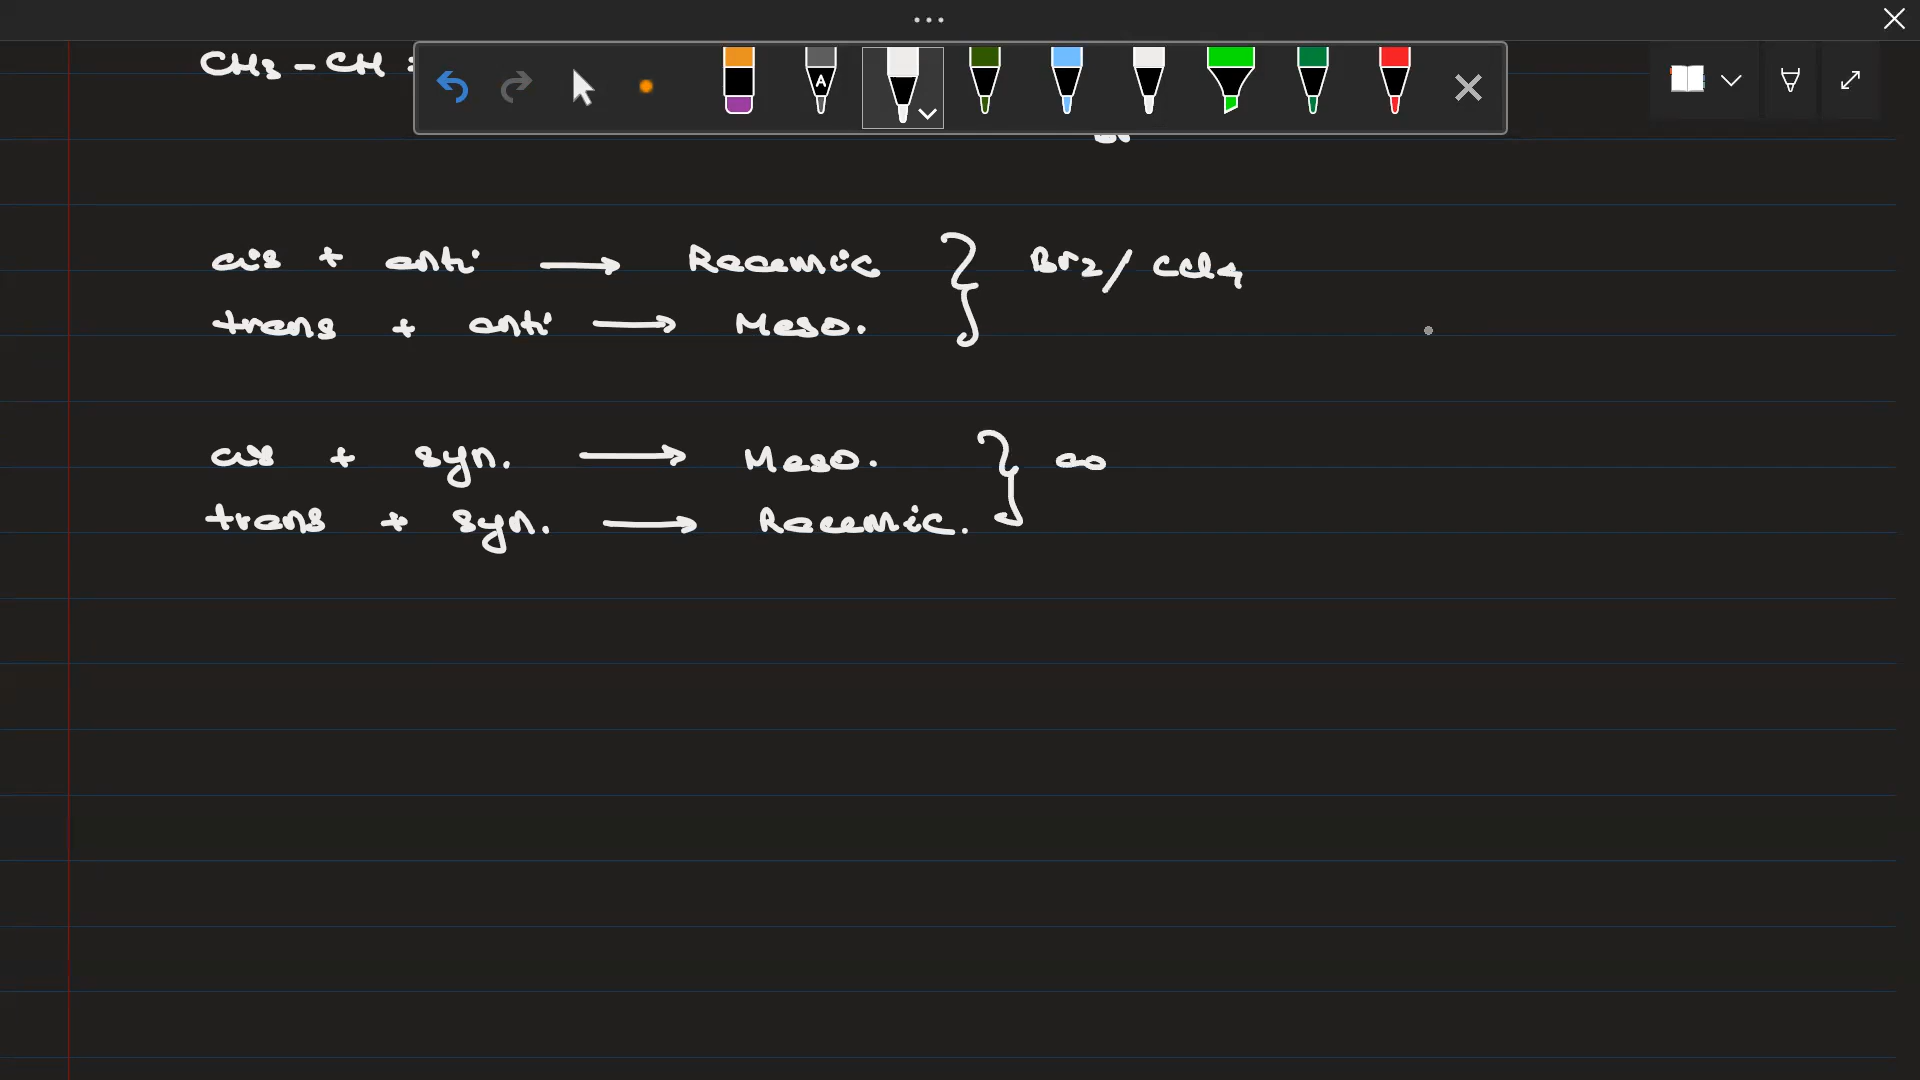 CH3 - CH
cis + anti → Racemic } Br2/ CCl4
trans + anti → Meso.
cis + syn. → Meso. }
trans + syn. → Racemic.